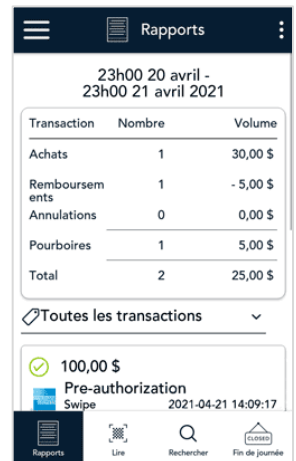 Rapports
23h00 20 avril -
23h00 21 avril 2021
Transaction Nombre Volume
Achats 1 30,00 $
Remboursem
ents 1 - 5,00 $
Annulations 0 0,00 $
Pourboires 1 5,00 $
Total 2 25,00 $
Toutes les transactions
100,00 $
Pre-authorization
Swipe 2021-04-21 14:09:17
Rapports Lire Rechercher CLOSED Fin de journée